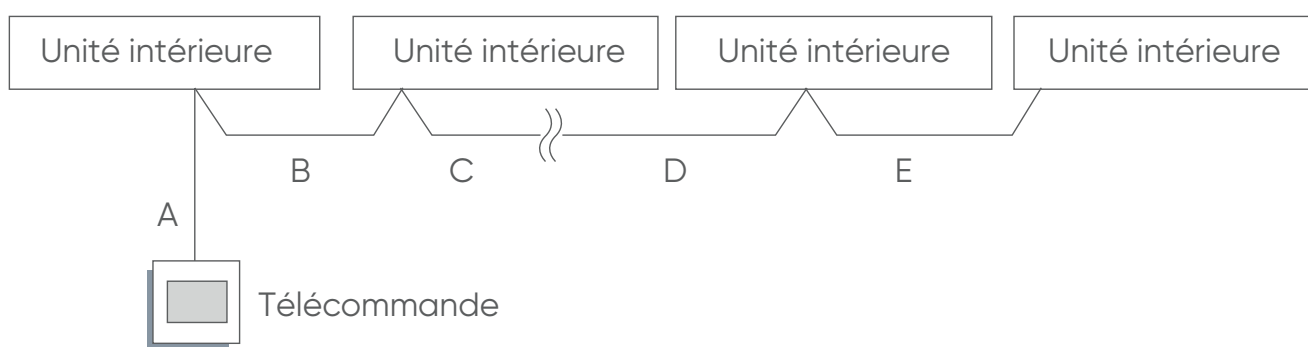 Unité intérieure
Unité intérieure
Unité intérieure
Unité intérieure
B
C
D
E
A
Télécommande